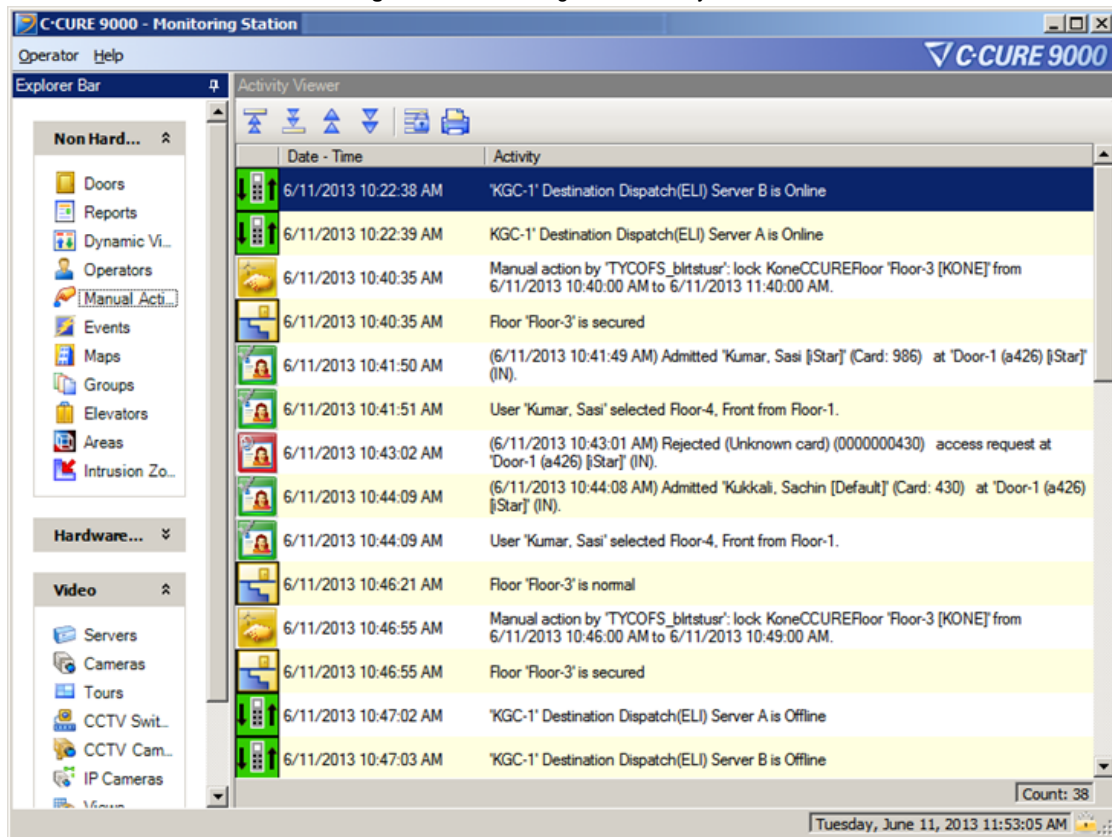 C•CURE 9000 - Monitoring Station
Operator Help
C•CURE 9000
Explorer Bar
Activity Viewer
Non Hard...
Doors
Reports
Dynamic Vi...
Operators
Manual Acti...
Events
Maps
Groups
Elevators
Areas
Intrusion Zo...
Hardware...
Video
Servers
Cameras
Tours
CCTV Swit...
CCTV Cam...
IP Cameras
Views
Date - Time Activity
6/11/2013 10:22:38 AM 'KGC-1' Destination Dispatch(ELI) Server B is Online
6/11/2013 10:22:39 AM KGC-1' Destination Dispatch(ELI) Server A is Online
6/11/2013 10:40:35 AM Manual action by 'TYCOFS_blrtstusr': lock KoneCCUREFloor 'Floor-3 [KONE]' from
6/11/2013 10:40:00 AM to 6/11/2013 11:40:00 AM.
6/11/2013 10:40:35 AM Floor 'Floor-3' is secured
6/11/2013 10:41:50 AM (6/11/2013 10:41:49 AM) Admitted 'Kumar, Sasi [iStar]' (Card: 986) at 'Door-1 (a426) [iStar]'
(IN).
6/11/2013 10:41:51 AM User 'Kumar, Sasi' selected Floor-4, Front from Floor-1.
6/11/2013 10:43:02 AM (6/11/2013 10:43:01 AM) Rejected (Unknown card) (0000000430) access request at
'Door-1 (a426) [iStar]' (IN).
6/11/2013 10:44:09 AM (6/11/2013 10:44:08 AM) Admitted 'Kukkali, Sachin [Default]' (Card: 430) at 'Door-1 (a426)
[iStar]' (IN).
6/11/2013 10:44:09 AM User 'Kumar, Sasi' selected Floor-4, Front from Floor-1.
6/11/2013 10:46:21 AM Floor 'Floor-3' is normal
6/11/2013 10:46:55 AM Manual action by 'TYCOFS_blrtstusr': lock KoneCCUREFloor 'Floor-3 [KONE]' from
6/11/2013 10:46:00 AM to 6/11/2013 10:49:00 AM.
6/11/2013 10:46:55 AM Floor 'Floor-3' is secured
6/11/2013 10:47:02 AM 'KGC-1' Destination Dispatch(ELI) Server A is Offline
6/11/2013 10:47:03 AM 'KGC-1' Destination Dispatch(ELI) Server B is Offline
Count: 38
Tuesday, June 11, 2013 11:53:05 AM